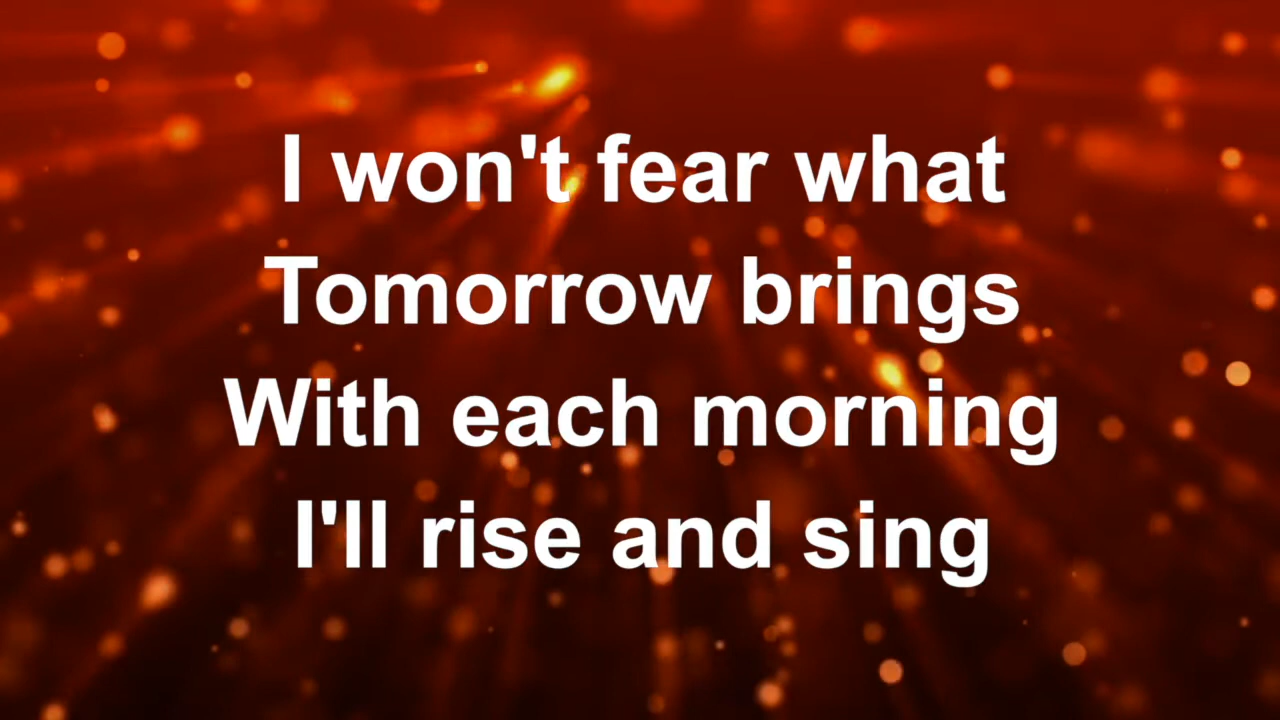 I won't fear what
Tomorrow brings
With each morning
I'll rise and sing